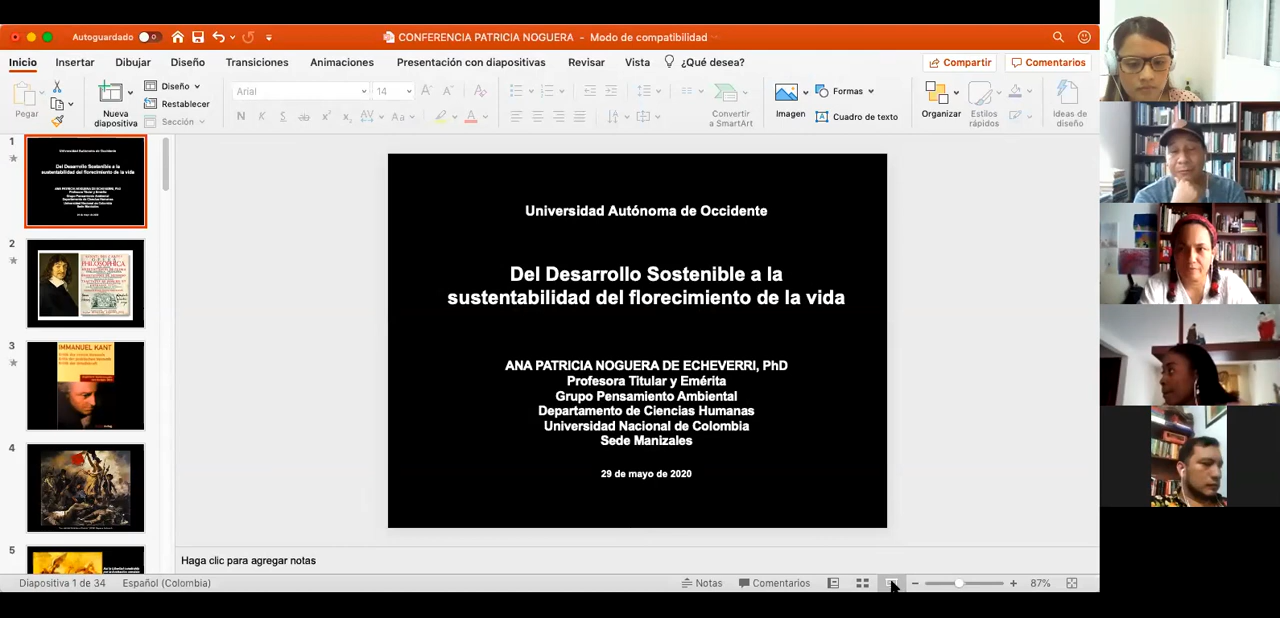 Autoguardado
CONFERENCIA PATRICIA NOGUERA - Modo de compatibilidad
Inicio Insertar Dibujar Diseño Transiciones Animaciones Presentación con diapositivas Revisar Vista ¿Qué desea? Compartir Comentarios
Pegar
Nueva diapositiva
Diseño
Restablecer
Sección
Arial 14
Convertir a SmartArt
Imagen
Formas
Cuadro de texto
Organizar
Estilos rápidos
Ideas de diseño
1
2
3
IMMANUEL KANT
4
5
Universidad Autónoma de Occidente
Del Desarrollo Sostenible a la
sustentabilidad del florecimiento de la vida
ANA PATRICIA NOGUERA DE ECHEVERRI, PhD
Profesora Titular y Emérita
Grupo Pensamiento Ambiental
Departamento de Ciencias Humanas
Universidad Nacional de Colombia
Sede Manizales
29 de mayo de 2020
Haga clic para agregar notas
Diapositiva 1 de 34 Español (Colombia) Notas Comentarios 87%